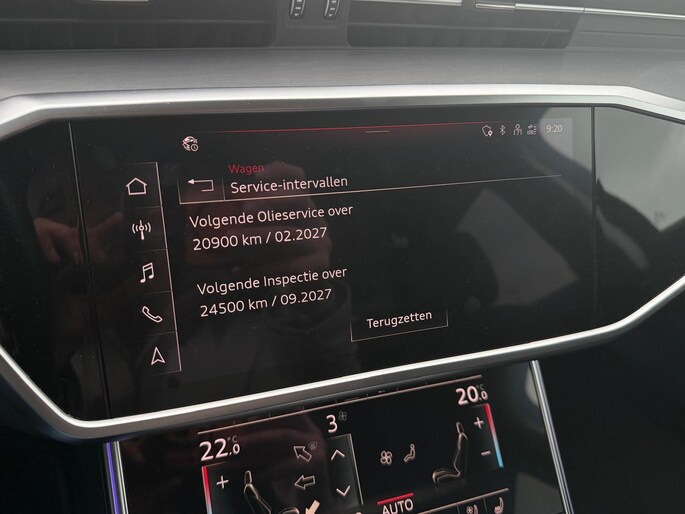 9:20
Wagen
Service-intervallen
Volgende Olieservice over
20900 km / 02.2027
Volgende Inspectie over
24500 km / 09.2027
Terugzetten
22.0 °C
3
20.0 °C
AUTO